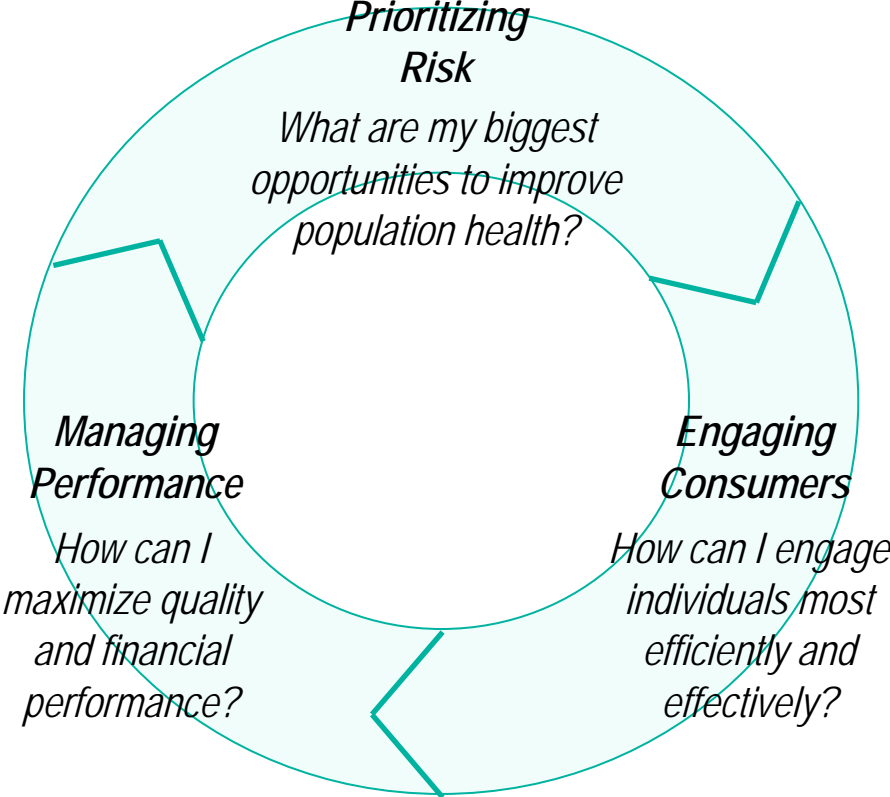 Prioritizing
Risk
What are my biggest
opportunities to improve
population health?
Engaging
Consumers
How can I engage
individuals most
efficiently and
effectively?
Managing
Performance
How can I
maximize quality
and financial
performance?